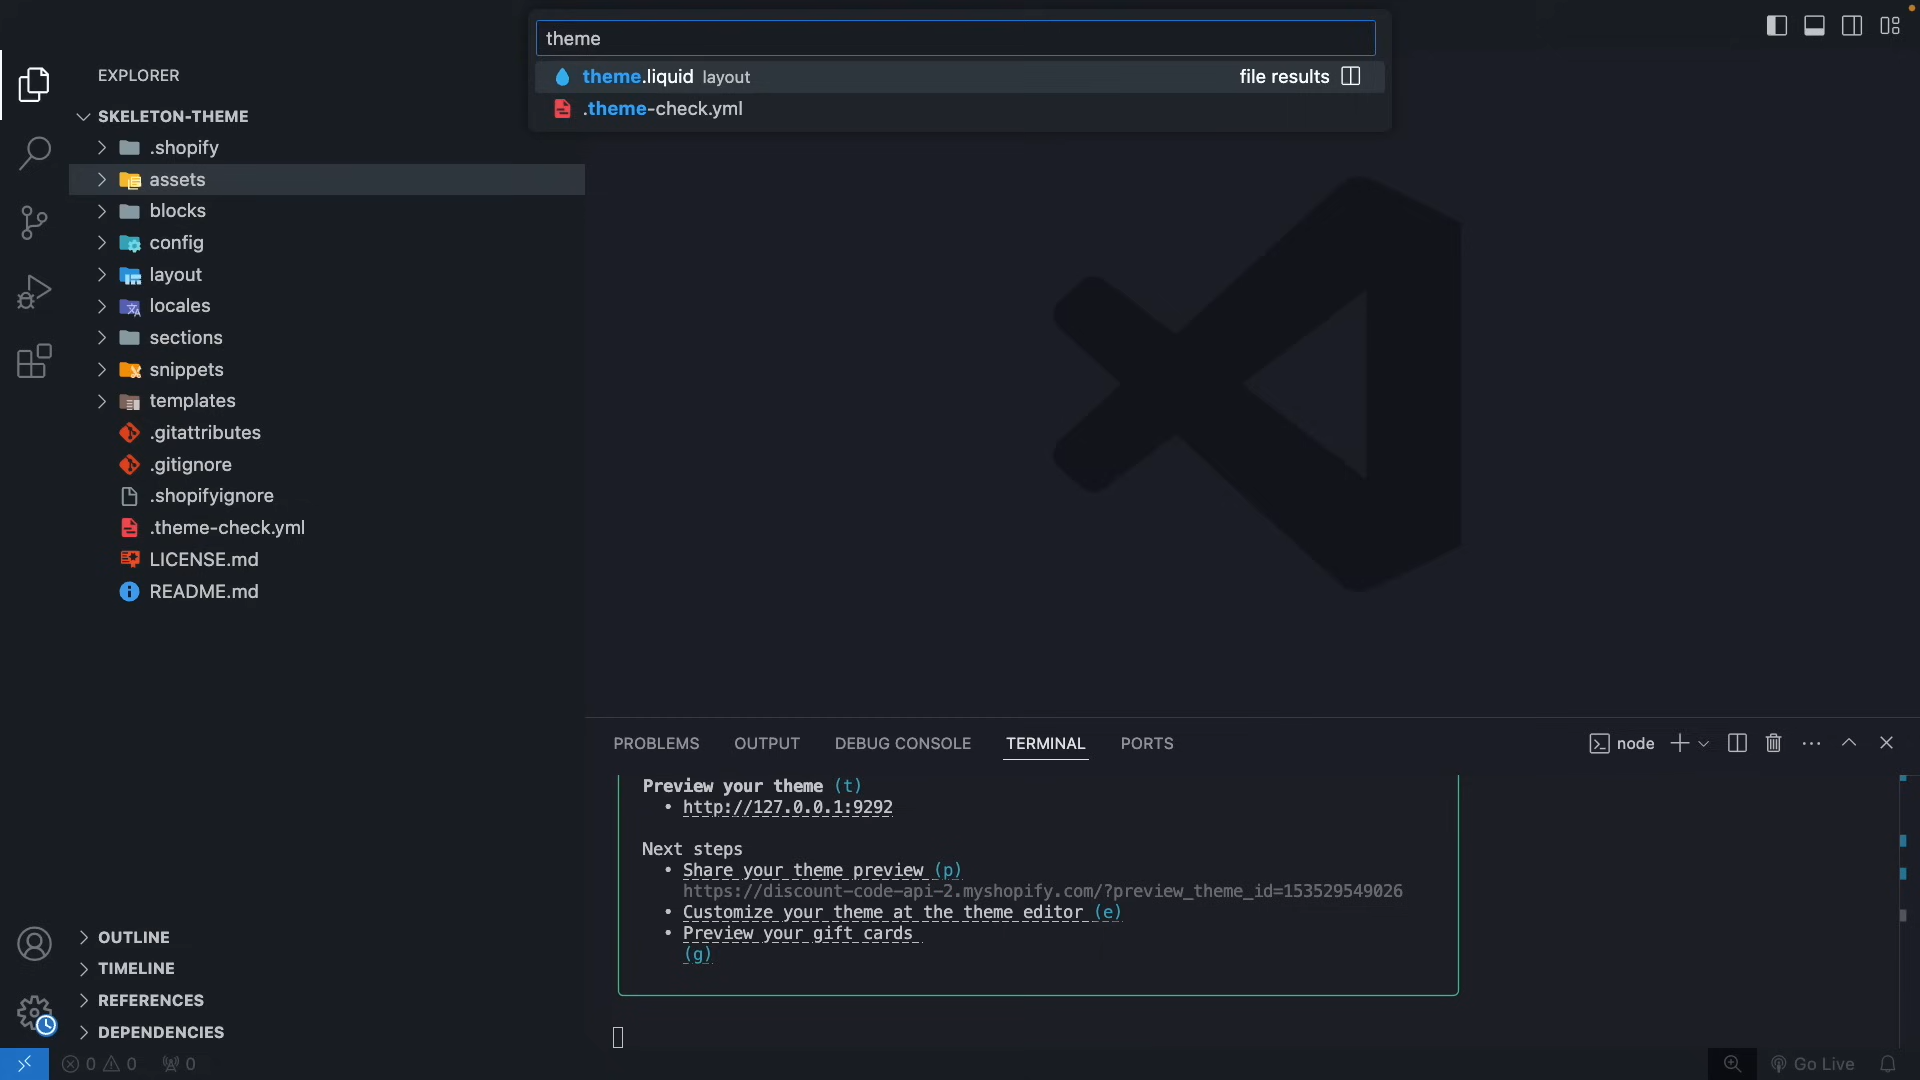 theme
theme.liquid layout file results
.theme-check.yml
EXPLORER
SKELETON-THEME
.shopify
assets
blocks
config
layout
locales
sections
snippets
templates
.gitattributes
.gitignore
.shopifyignore
.theme-check.yml
LICENSE.md
README.md
OUTLINE
TIMELINE
REFERENCES
DEPENDENCIES
PROBLEMS OUTPUT DEBUG CONSOLE TERMINAL PORTS
node
Preview your theme (t)
• http://127.0.0.1:9292
Next steps
• Share your theme preview (p)
https://discount-code-api-2.myshopify.com/?preview_theme_id=153529549026
• Customize your theme at the theme editor (e)
• Preview your gift cards
(g)
0 0 0
Go Live